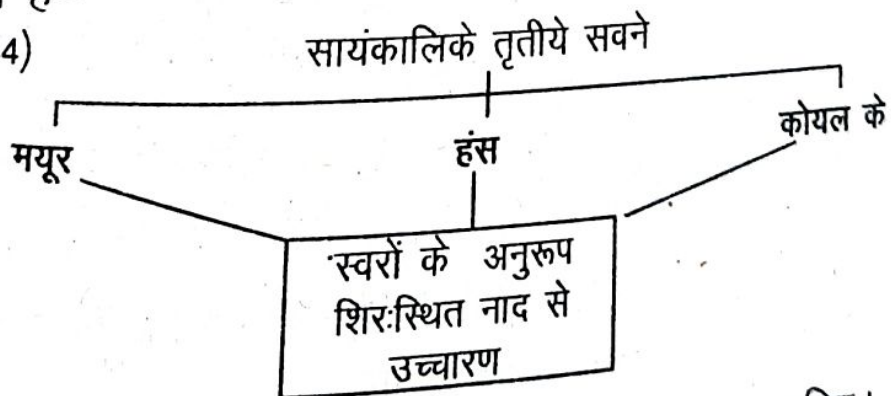 4)
सायंकालिके तृतीये सवने
मयूर
हंस
कोयल के
स्वरों के अनुरूप
शिरःस्थित नाद से
उच्चारण